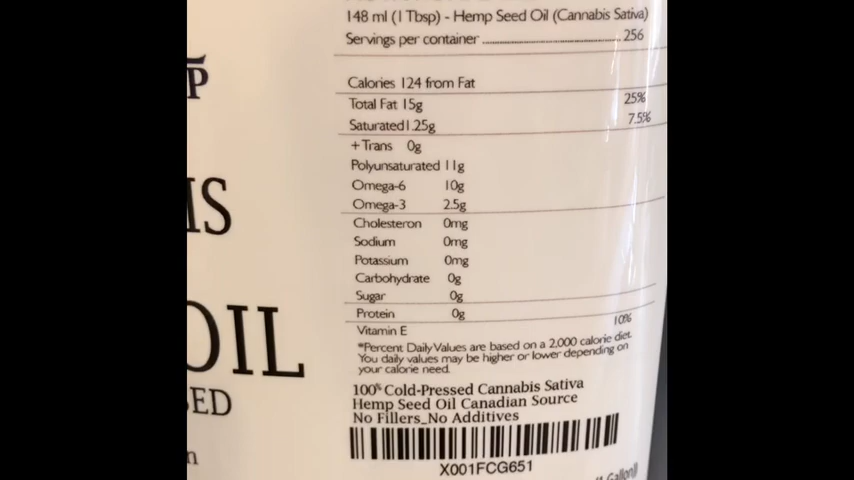 148 ml (1 Tbsp) - Hemp Seed Oil (Cannabis Sativa)
Servings per container 256
Calories 124 from Fat
Total Fat 15g 25%
Saturated 1.25g 7.5%
+ Trans 0g
Polyunsaturated 11g
Omega-6 10g
Omega-3 2.5g
Cholesteron 0mg
Sodium 0mg
Potassium 0mg
Carbohydrate 0g
Sugar 0g
Protein 0g
Vitamin E 10%
*Percent Daily Values are based on a 2,000 calorie diet.
You daily values may be higher or lower depending on
your calorie need.
100% Cold-Pressed Cannabis Sativa
Hemp Seed Oil Canadian Source
No Fillers_No Additives
X001FCG651
P
MS
OIL
SED
n
Gallon)